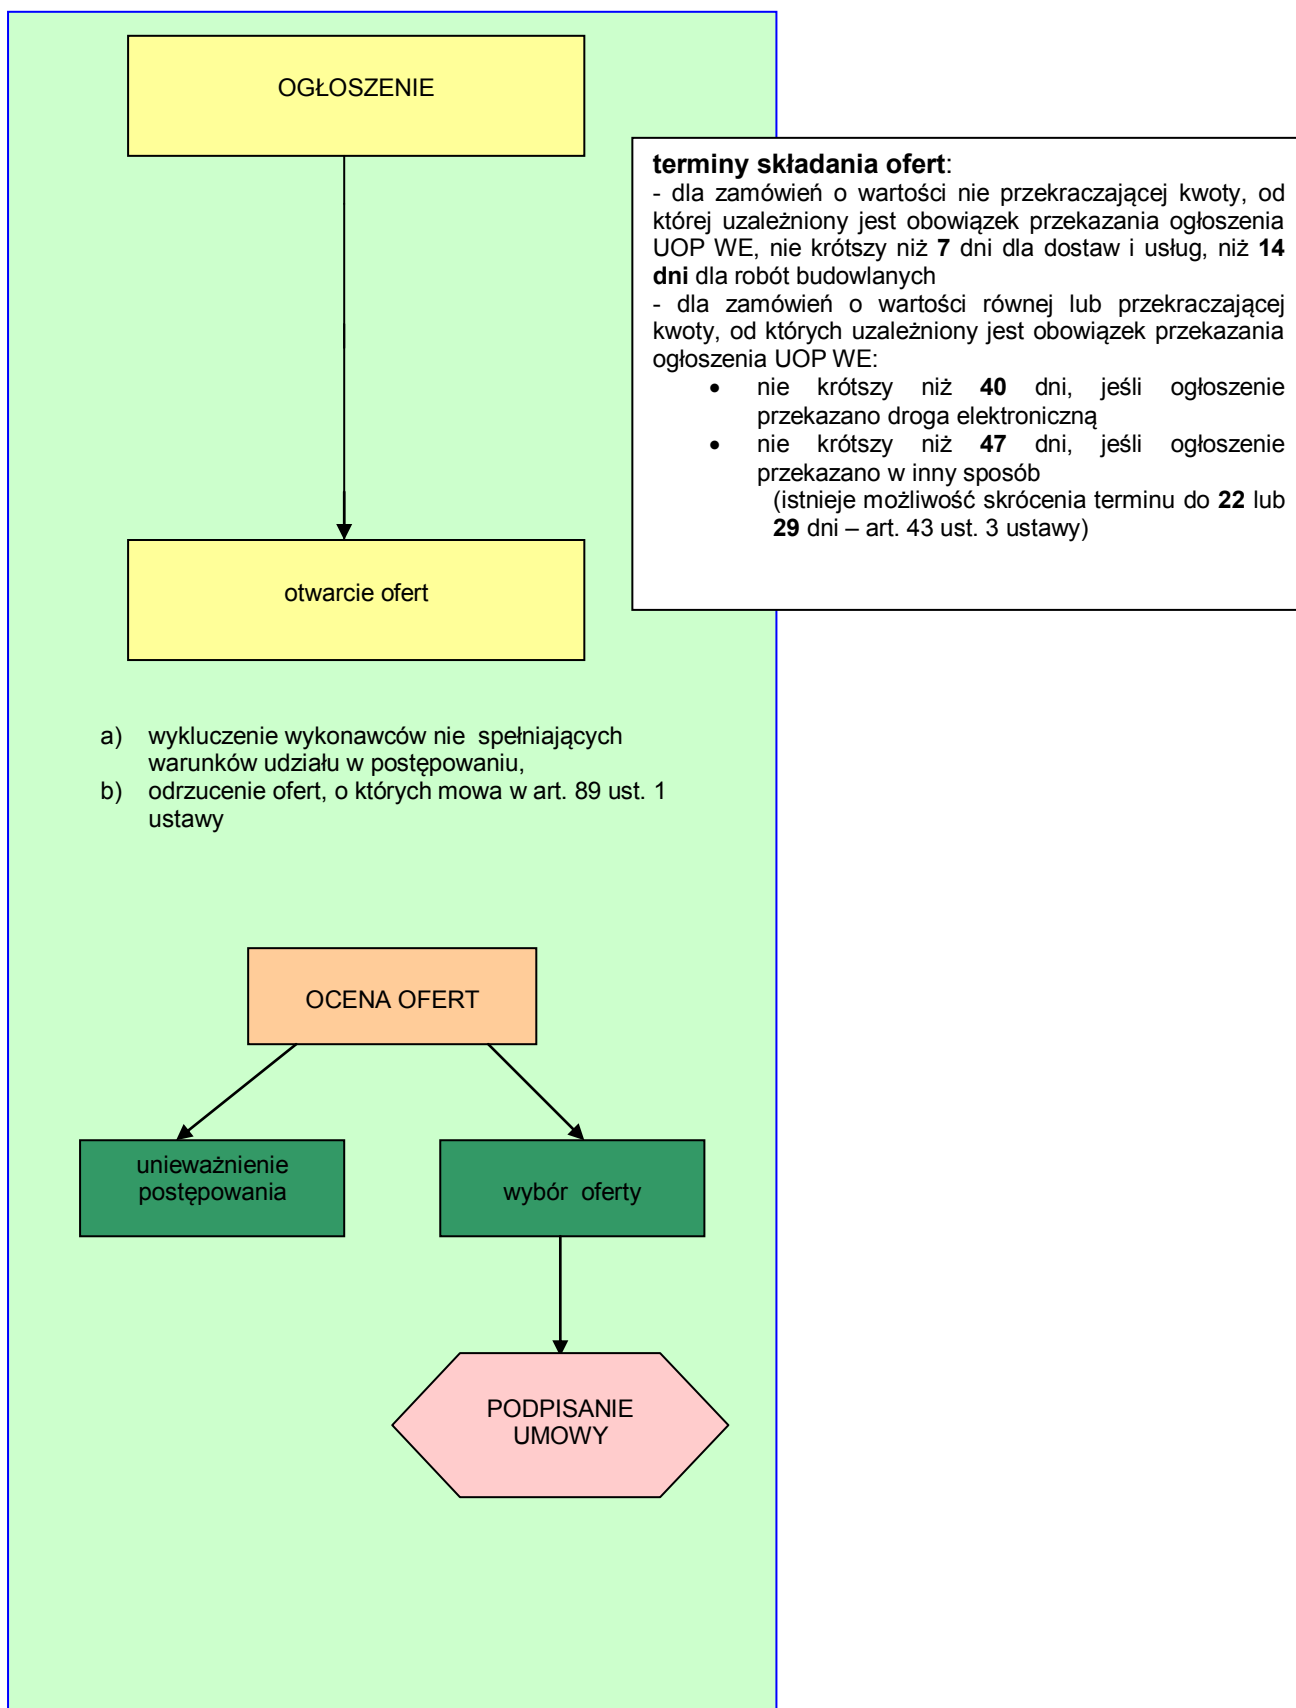 OGŁOSZENIE
terminy składania ofert:
- dla zamówień o wartości nie przekraczającej kwoty, od
której uzależniony jest obowiązek przekazania ogłoszenia
UOP WE, nie krótszy niż 7 dni dla dostaw i usług, niż 14
dni dla robót budowlanych
- dla zamówień o wartości równej lub przekraczającej
kwoty, od których uzależniony jest obowiązek przekazania
ogłoszenia UOP WE:
• nie krótszy niż 40 dni, jeśli ogłoszenie
przekazano droga elektroniczną
• nie krótszy niż 47 dni, jeśli ogłoszenie
przekazano w inny sposób
(istnieje możliwość skrócenia terminu do 22 lub
29 dni – art. 43 ust. 3 ustawy)
otwarcie ofert
a) wykluczenie wykonawców nie spełniających
warunków udziału w postępowaniu,
b) odrzucenie ofert, o których mowa w art. 89 ust. 1
ustawy
OCENA OFERT
unieważnienie
postępowania
wybór oferty
PODPISANIE
UMOWY